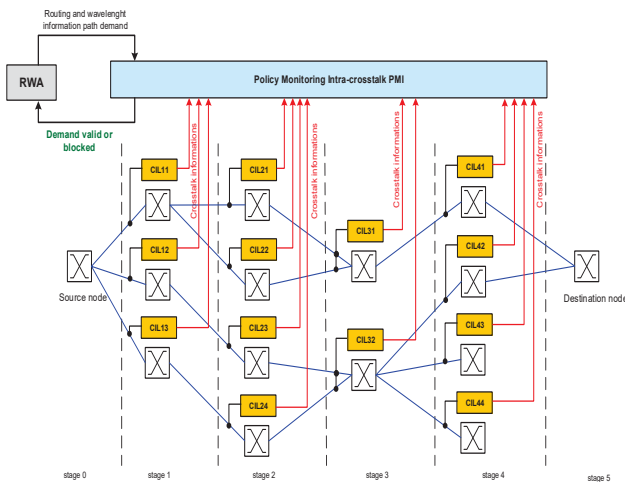 Routing and wavelenght
information path demand
RWA
Policy Monitoring Intra-crosstalk PMI
Demand valid or
blocked
CIL11
CIL21
CIL41
Crosstalk informations
Crosstalk informations
Crosstalk informations
Crosstalk informations
CIL12
CIL22
CIL31
CIL42
Source node
Destination node
CIL13
CIL23
CIL32
CIL43
CIL24
CIL44
stage 0
stage 1
stage 2
stage 3
stage 4
stage 5